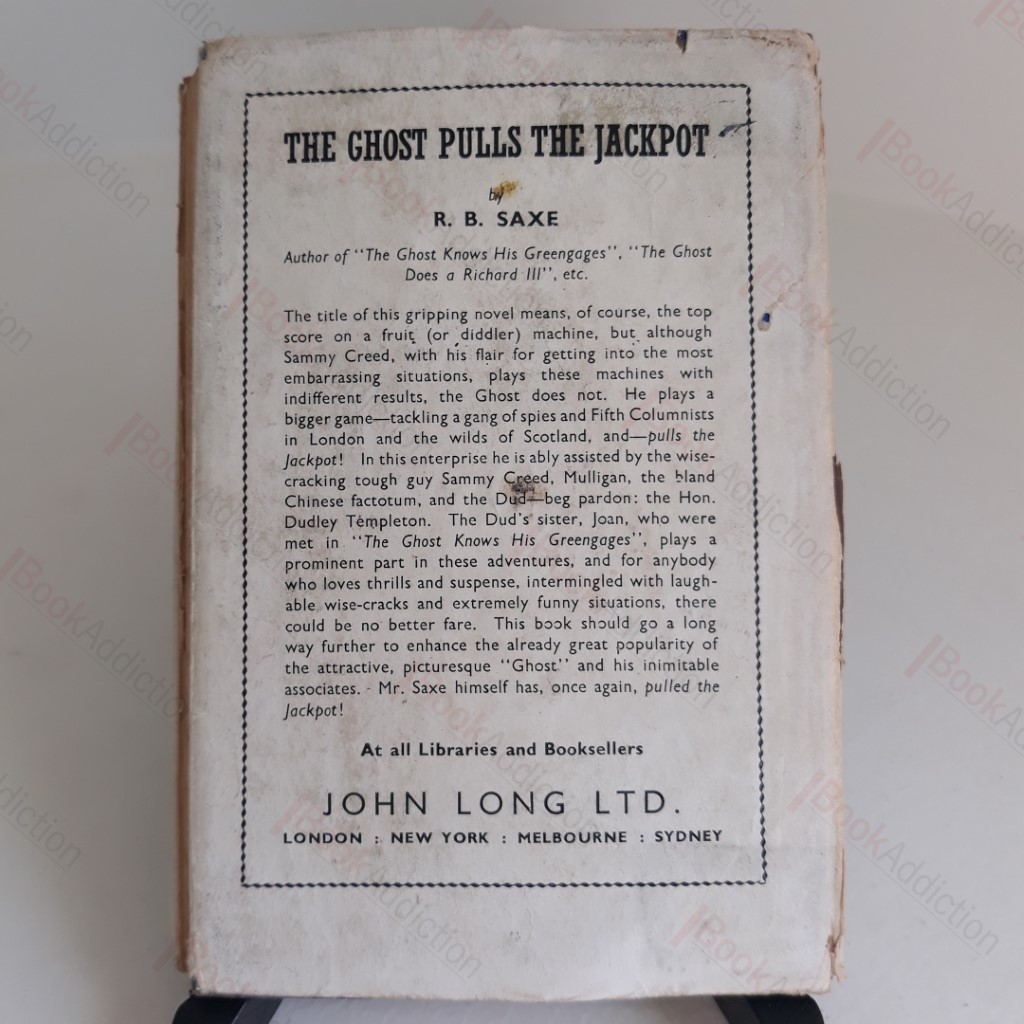 THE GHOST PULLS THE JACKPOT
by
R. B. SAXE
Author of "The Ghost Knows His Greengages", "The Ghost
Does a Richard III", etc.
The title of this gripping novel means, of course, the top
score on a fruit (or diddler) machine, but although
Sammy Creed, with his flair for getting into the most
embarrassing situations, plays these machines with
indifferent results, the Ghost does not. He plays a
bigger game—tackling a gang of spies and Fifth Columnists
in London and the wilds of Scotland, and—pulls the
Jackpot! In this enterprise he is ably assisted by the wise-
cracking tough guy Sammy Creed, Mulligan, the bland
Chinese factotum, and the Dud—beg pardon: the Hon.
Dudley Templeton. The Dud's sister, Joan, who were
met in "The Ghost Knows His Greengages", plays a
prominent part in these adventures, and for anybody
who loves thrills and suspense, intermingled with laugh-
able wise-cracks and extremely funny situations, there
could be no better fare. This book should go a long
way further to enhance the already great popularity of
the attractive, picturesque "Ghost" and his inimitable
associates. Mr. Saxe himself has, once again, pulled the
Jackpot!
At all Libraries and Booksellers
JOHN LONG LTD.
LONDON : NEW YORK : MELBOURNE : SYDNEY
BookAddiction